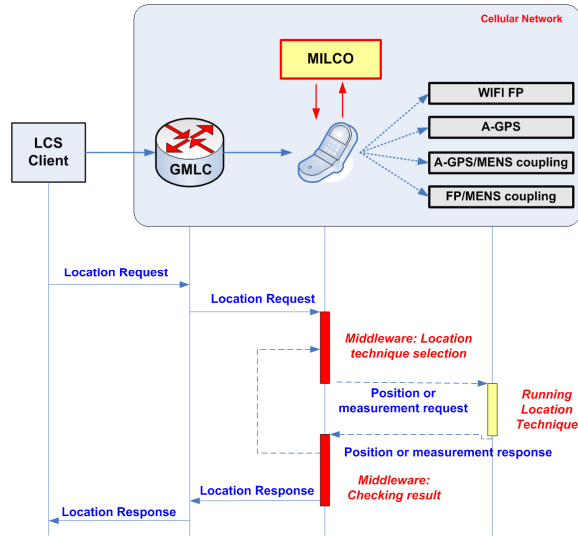 Cellular Network
MILCO
WIFI FP
A-GPS
A-GPS/MENS coupling
FP/MENS coupling
LCS
Client
GMLC
Location Request
Location Request
Middleware: Location
technique selection
Position or
measurement request
Running
Location
Technique
Position or measurement response
Middleware:
Checking result
Location Response
Location Response